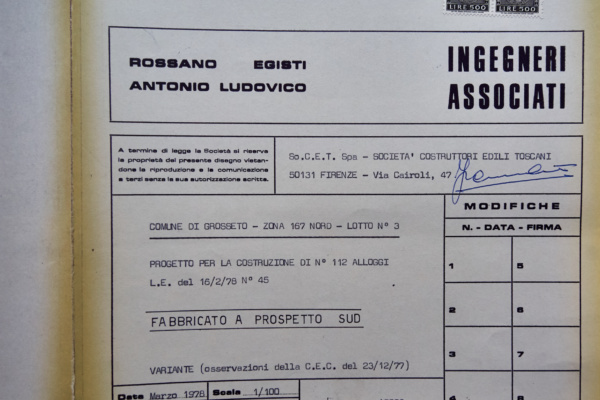 LIRE 500 LIRE 500
ROSSANO EGISTI
ANTONIO LUDOVICO
INGEGNERI
ASSOCIATI
A termine di legge la Società si riserva
la proprietà del presente disegno vietan-
done la riproduzione e la comunicazione
a terzi senza la sua autorizzazione scritta.
So.C.E.T. Spa - SOCIETA' COSTRUTTORI EDILI TOSCANI
50131 FIRENZE - Via Cairoli, 47
MODIFICHE
N. - DATA - FIRMA
COMUNE DI GROSSETO - ZONA 167 NORD - LOTTO N° 3
PROGETTO PER LA COSTRUZIONE DI N° 112 ALLOGGI
L.E. del 16/2/78 N° 45
FABBRICATO A PROSPETTO SUD
VARIANTE (osservazioni della C.E.C. del 23/12/77)
1 5
2 6
3 7
4 8
Data Marzo 1978 Scala 1/100